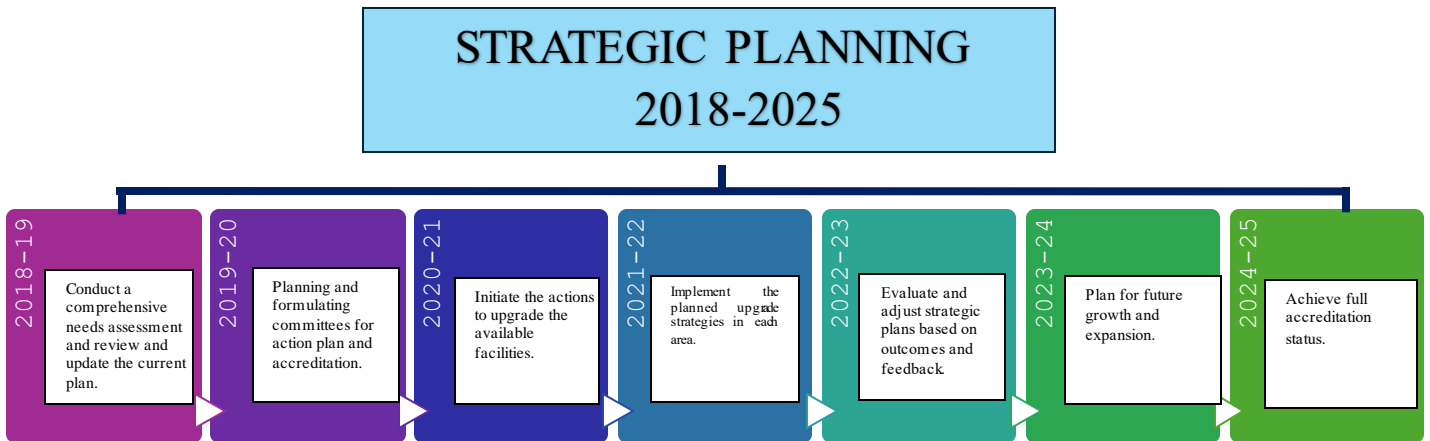 STRATEGIC PLANNING
2018-2025
2018-19
Conduct a
comprehensive
needs assessment
and review and
update the current
plan.
2019-20
Planning and
formulating
committees for
action plan and
accreditation.
2020-21
Initiate the actions
to upgrade the
available
facilities.
2021-22
Implement the
planned upgrade
strategies in each
area.
2022-23
Evaluate and
adjust strategic
plans based on
outcomes and
feedback.
2023-24
Plan for future
growth and
expansion.
2024-25
Achieve full
accreditation
status.